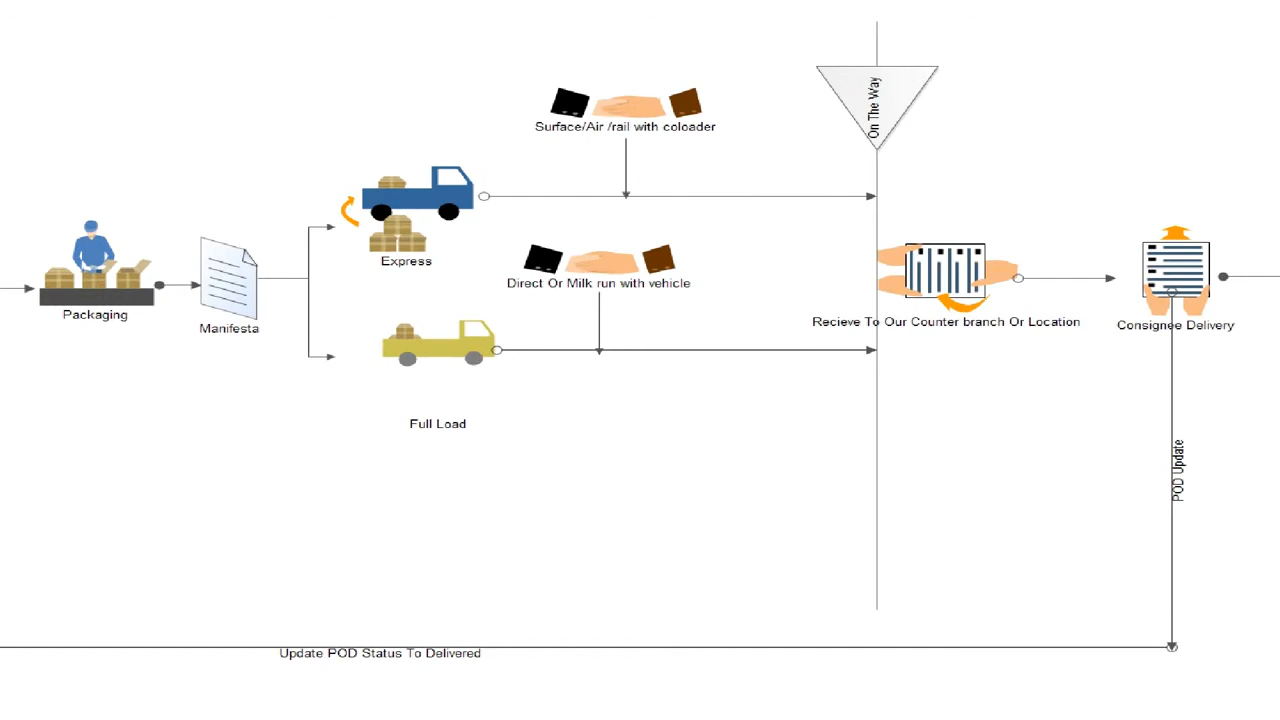 On The Way
Surface/Air /rail with coloader
Express
Direct Or Milk run with vehicle
Packaging
Manifesta
Recieve To Our Counter branch Or Location
Consignee Delivery
Full Load
POD Update
Update POD Status To Delivered